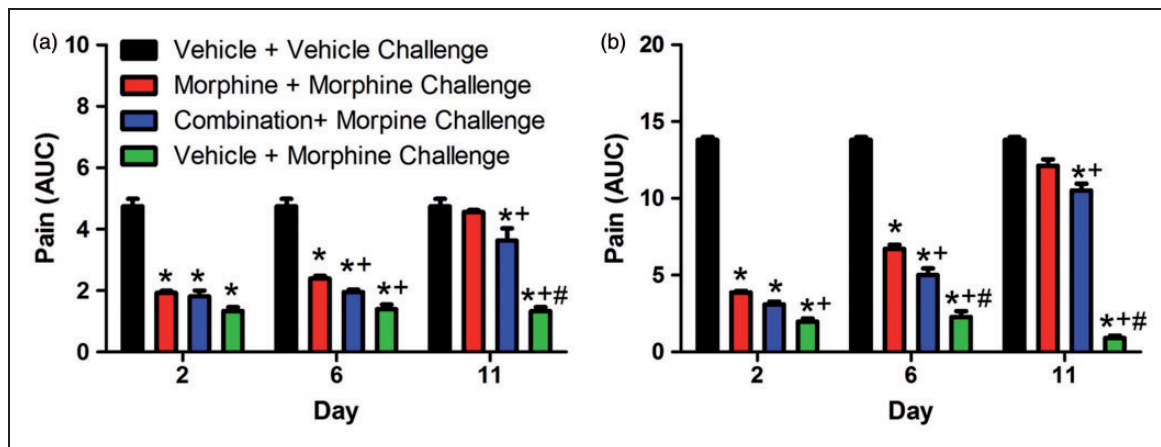 (a)
10
8
6
4
2
0
Pain (AUC)
Vehicle + Vehicle Challenge
Morphine + Morphine Challenge
Combination+ Morpine Challenge
Vehicle + Morphine Challenge
* * *
* *+ *+
*+ *+#
2 6 11
Day
(b)
20
15
10
5
0
Pain (AUC)
* * *+
* *+ *+#
*+ *+#
2 6 11
Day